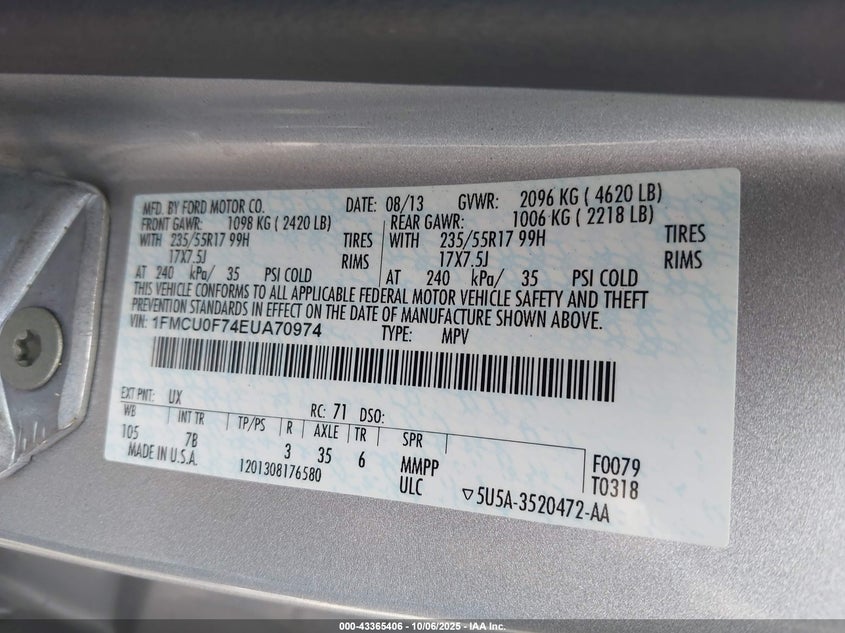 MFD. BY FORD MOTOR CO. DATE: 08/13 GVWR: 2096 KG ( 4620 LB)
FRONT GAWR: 1098 KG ( 2420 LB) REAR GAWR: 1006 KG ( 2218 LB)
WITH 235/55R17 99H TIRES WITH 235/55R17 99H TIRES
17X7.5J RIMS 17X7.5J RIMS
AT 240 kPa/ 35 PSI COLD AT 240 kPa/ 35 PSI COLD
THIS VEHICLE CONFORMS TO ALL APPLICABLE FEDERAL MOTOR VEHICLE SAFETY AND THEFT
PREVENTION STANDARDS IN EFFECT ON THE DATE OF MANUFACTURE SHOWN ABOVE.
VIN: 1FMCU0F74EUA70974 TYPE: MPV
EXT PNT: UX RC: 71 DSO:
WB INT TR TP/PS R AXLE TR SPR
105 7B 3 35 6 MMPP F0079
MADE IN U.S.A. 1201308176580 ULC T0318
▽5U5A-3520472-AA
000-43365406 - 10/06/2025 - IAA Inc.